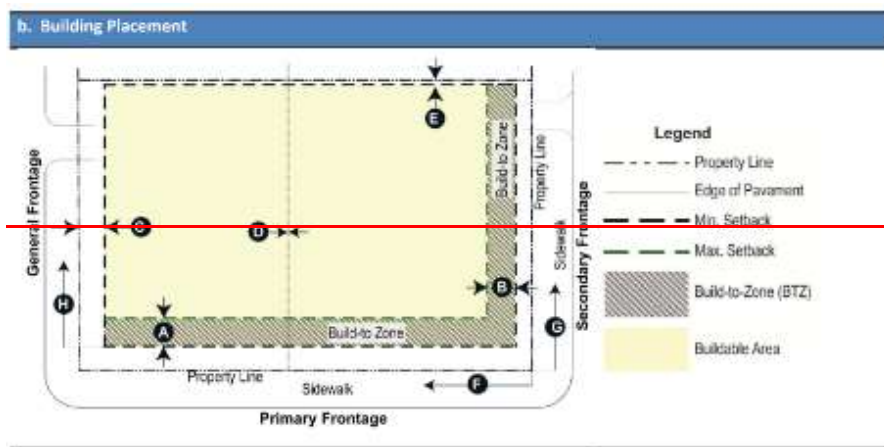 b. Building Placement
E
Build-to Zone
Property Line
General Frontage
C
D
Sidewalk
Secondary Frontage
H
B
A
Build-to Zone
G
Property Line
Sidewalk
F
Primary Frontage
Legend
Property Line
Edge of Pavement
Min. Setback
Max. Setback
Build-to-Zone (BTZ)
Buildable Area